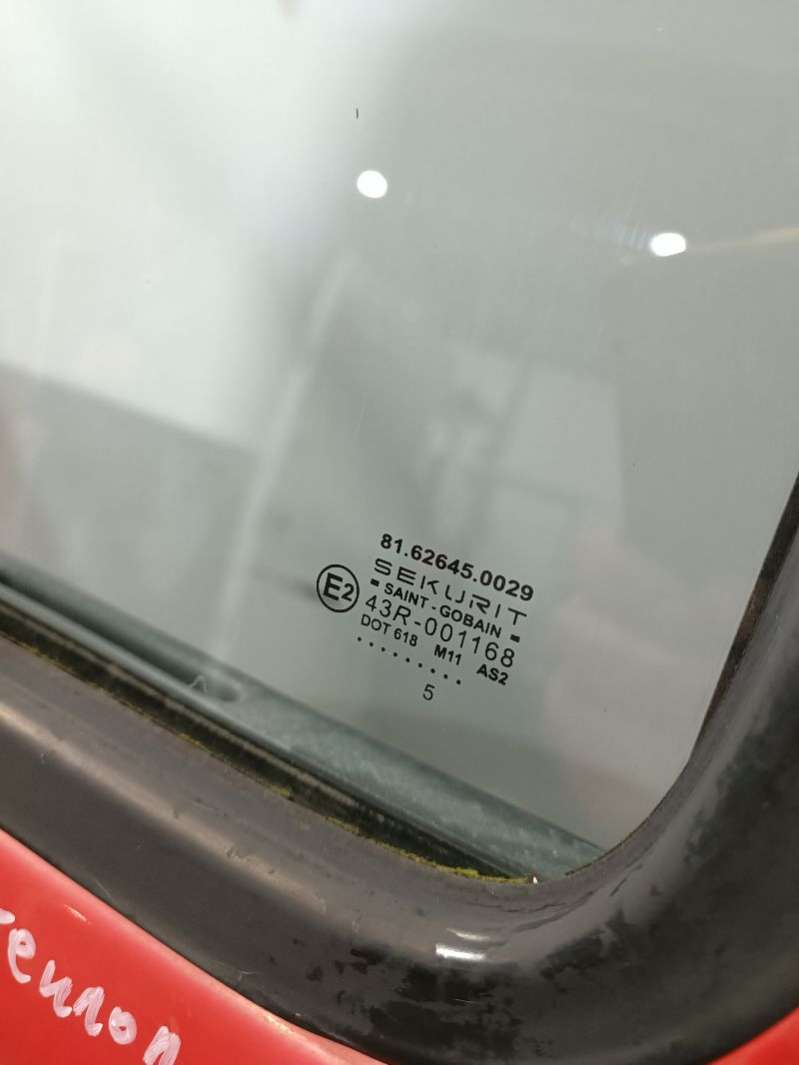 81.62645.0029
SEKURIT
- SAINT-GOBAIN -
E2
43R-001168
DOT 618 M11 AS2
.........
5